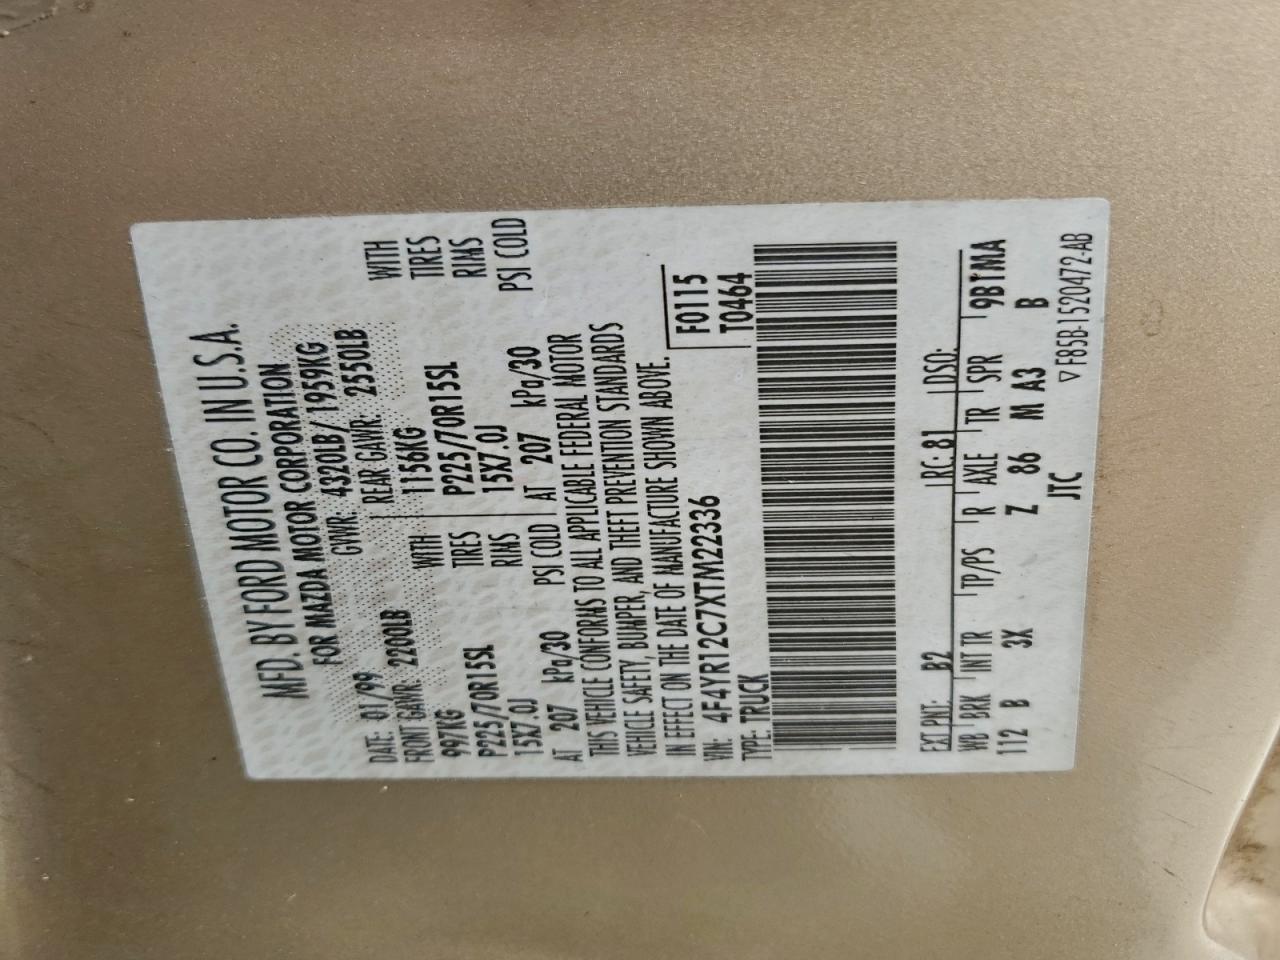 MFD. BY FORD MOTOR CO. IN U.S.A.
FOR MAZDA MOTOR CORPORATION
DATE: 01/99 GVWR: 4320LB/ 1959KG
FRONT GAWR: 2200LB REAR GAWR: 2550LB
997KG WITH 1156KG WITH
P225/70R15SL TIRES P225/70R15SL TIRES
15X7.0J RIMS 15X7.0J RIMS
AT 207 kPa/30 PSI COLD AT 207 kPa/30 PSI COLD
THIS VEHICLE CONFORMS TO ALL APPLICABLE FEDERAL MOTOR
VEHICLE SAFETY, BUMPER, AND THEFT PREVENTION STANDARDS
IN EFFECT ON THE DATE OF MANUFACTURE SHOWN ABOVE.
VIN: 4F4YR12C7XTM22336 F0115
TYPE: TRUCK T0464
EXT PNT: B2 RC: 81 DSO:
WB BRK INT TR TP/PS R AXLE TR SPR 9B1MA
112 B 3X Z 86 M A3 B
JTC ▽F85B-1520472-AB